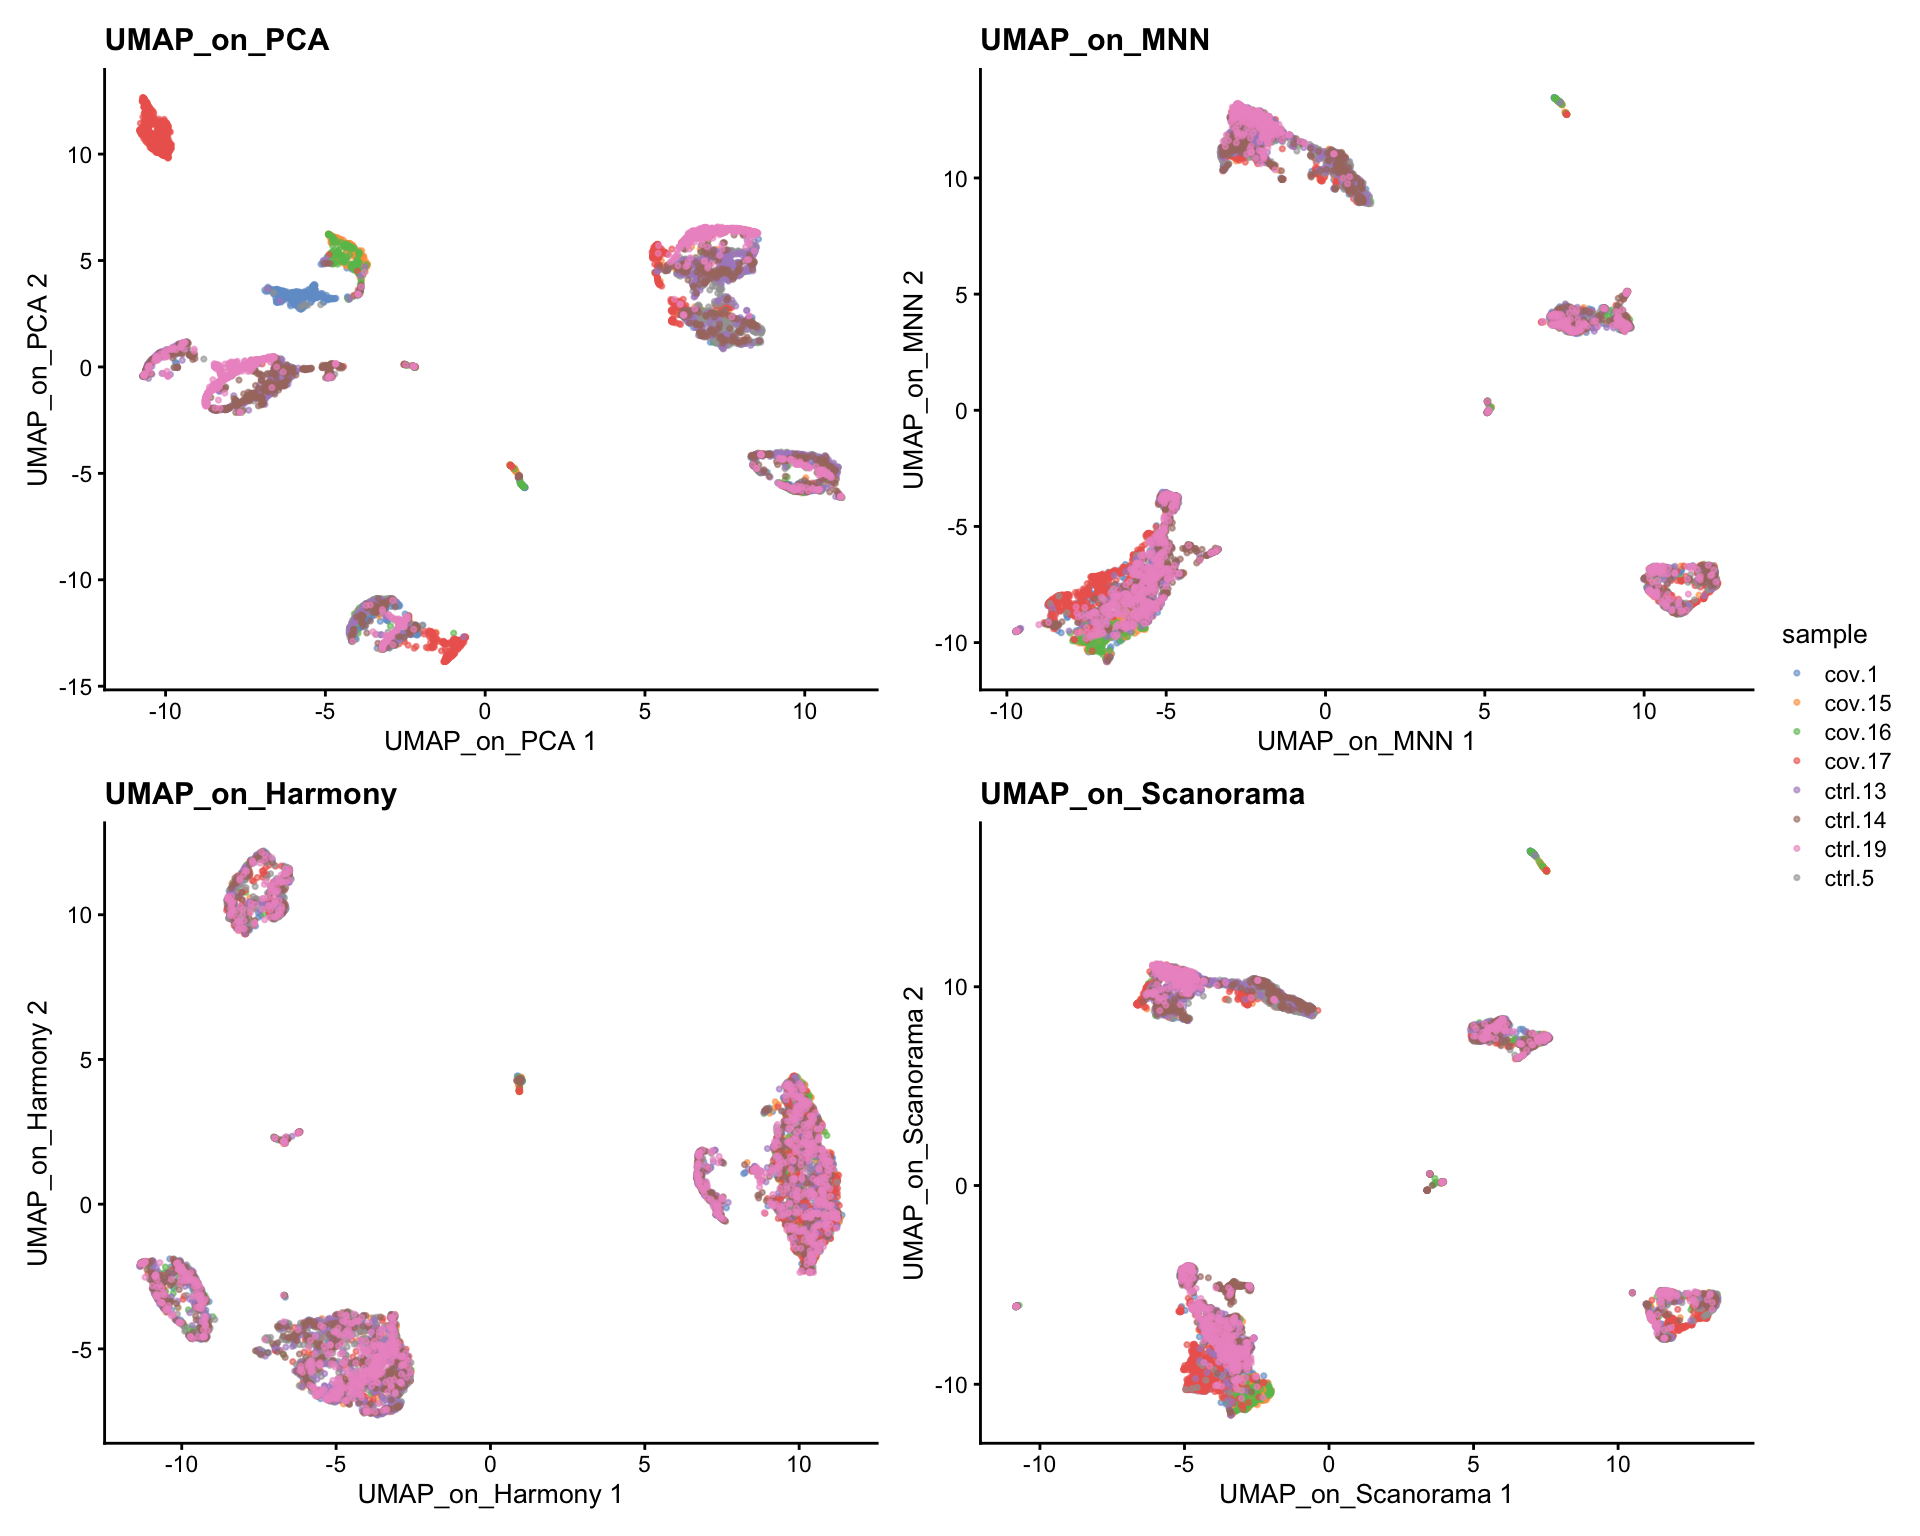 UMAP_on_PCA
10
5
0
-5
-10
-15
UMAP_on_PCA 2
-10
-5
0
5
10
UMAP_on_PCA 1
UMAP_on_MNN
10
5
0
-5
-10
UMAP_on_MNN 2
-10
-5
0
5
10
UMAP_on_MNN 1
UMAP_on_Harmony
10
5
0
-5
UMAP_on_Harmony 2
-10
-5
0
5
10
UMAP_on_Harmony 1
UMAP_on_Scanorama
10
0
-10
UMAP_on_Scanorama 2
-10
-5
0
5
10
UMAP_on_Scanorama 1
sample
cov.1
cov.15
cov.16
cov.17
ctrl.13
ctrl.14
ctrl.19
ctrl.5